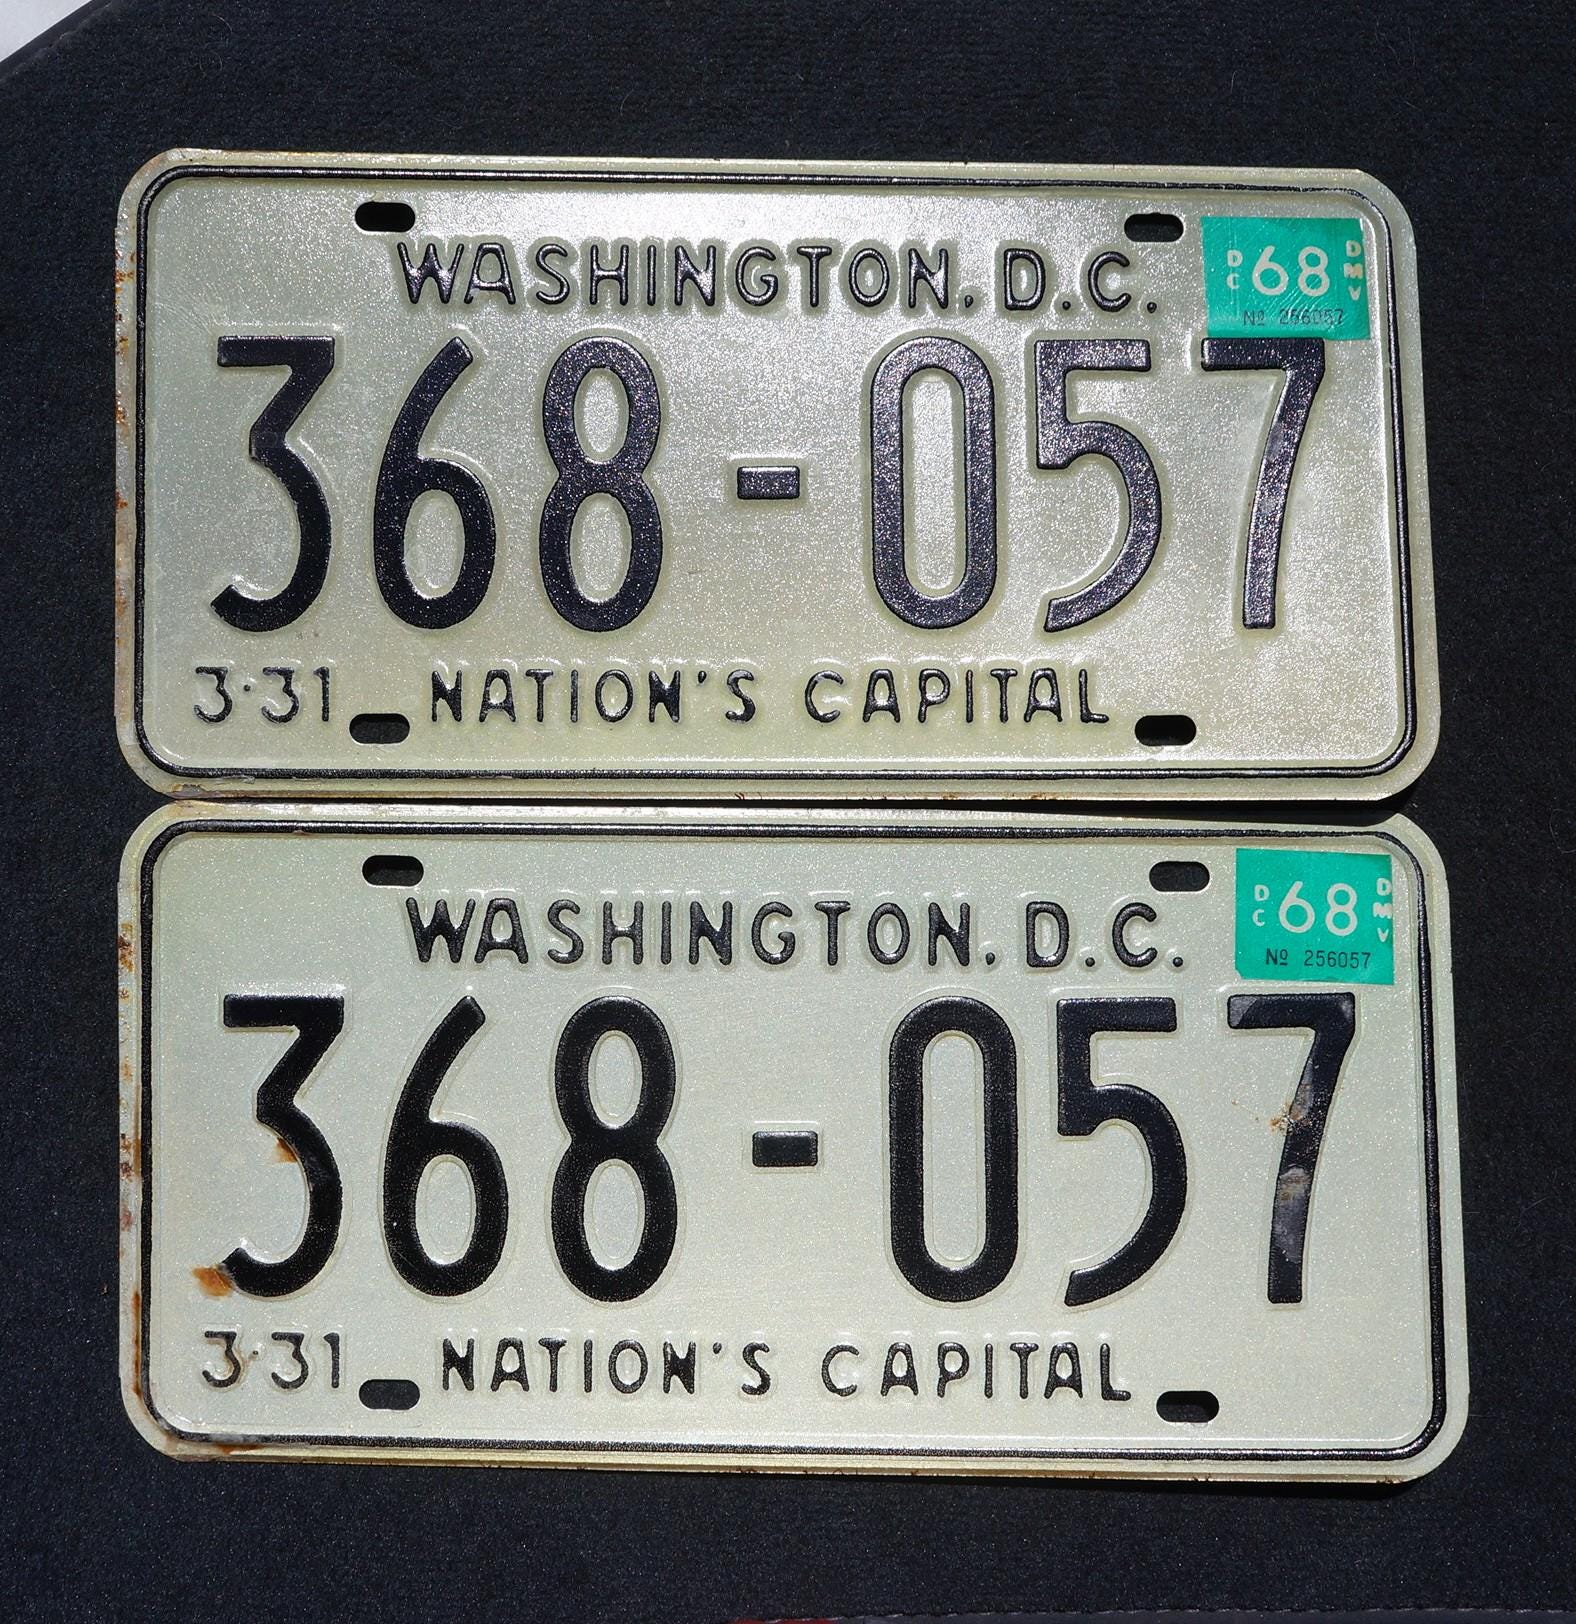 WASHINGTON, D.C.
DC 68 DMV
No 256057
368-057
3·31 NATION'S CAPITAL
WASHINGTON, D.C.
DC 68 DMV
No 256057
368-057
3·31 NATION'S CAPITAL